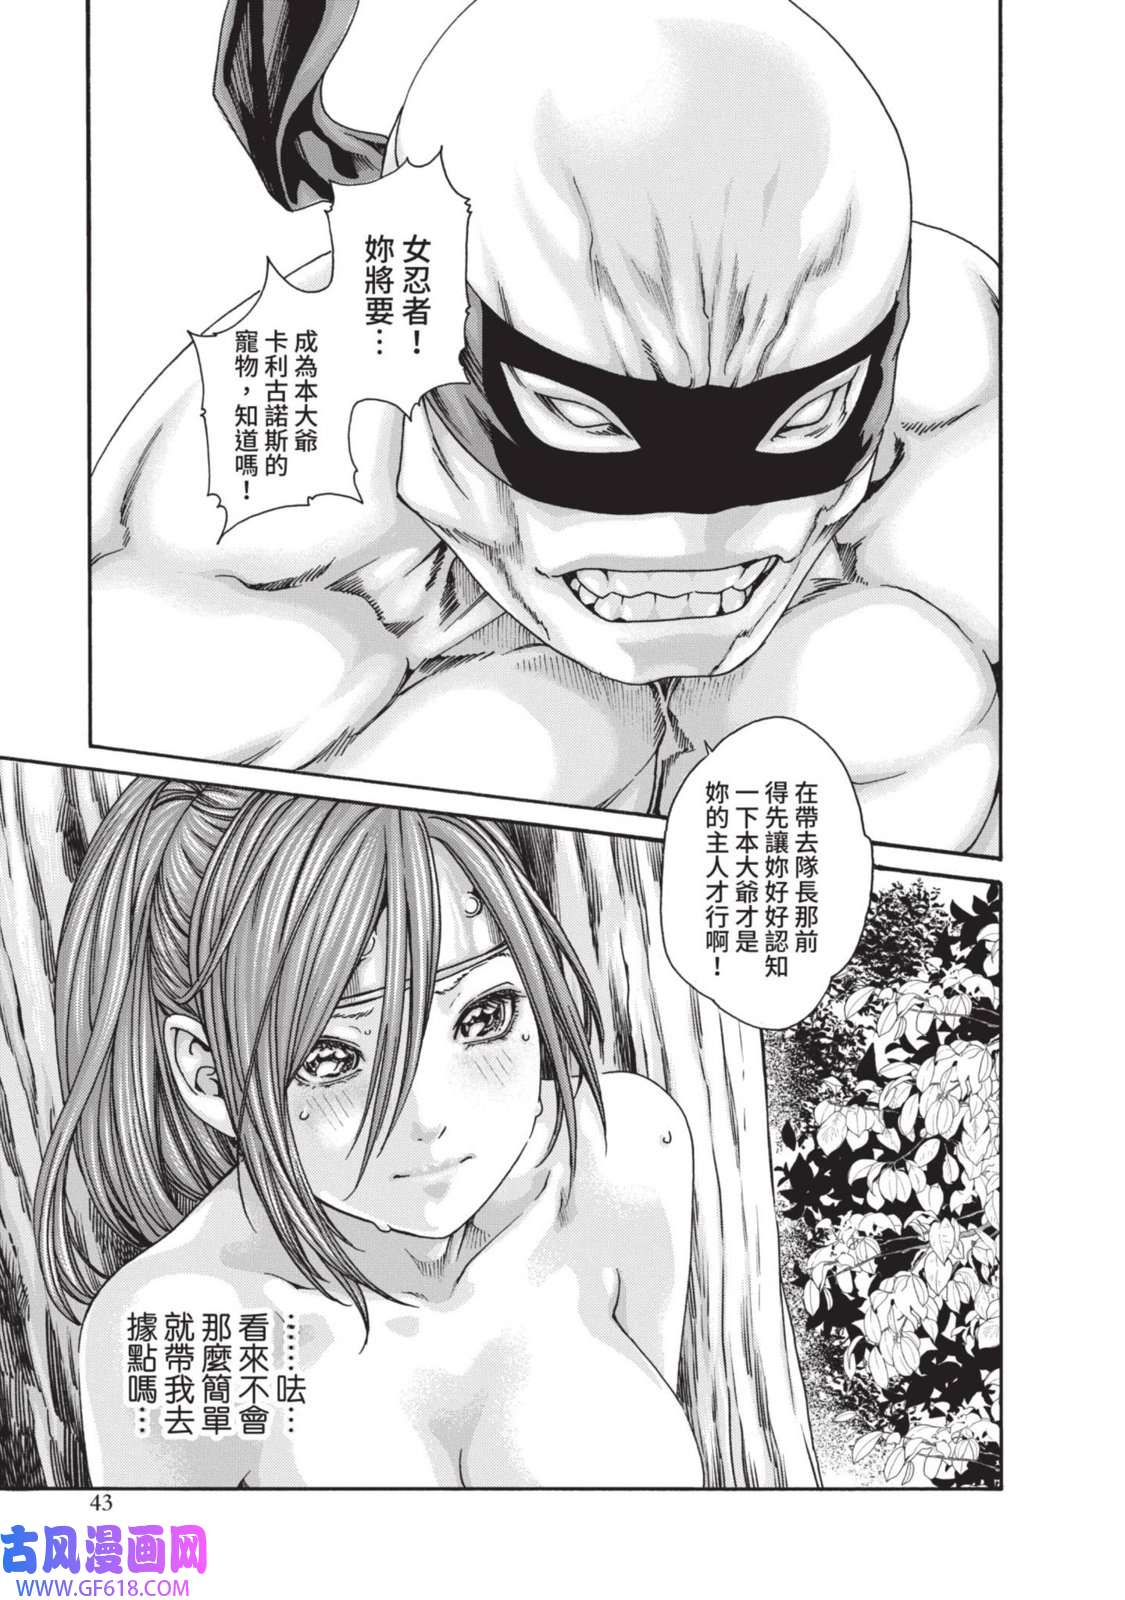 女忍者！
妳將要…
成為本大爺
卡利古諾斯的
寵物，知道嗎！
在帶去隊長那前
得先讓妳好好認知
一下本大爺才是
妳的主人才行啊！
……呿…
看來不會
那麼簡單
就帶我去
據點嗎…
43
古风漫画网
WWW.GF618.COM